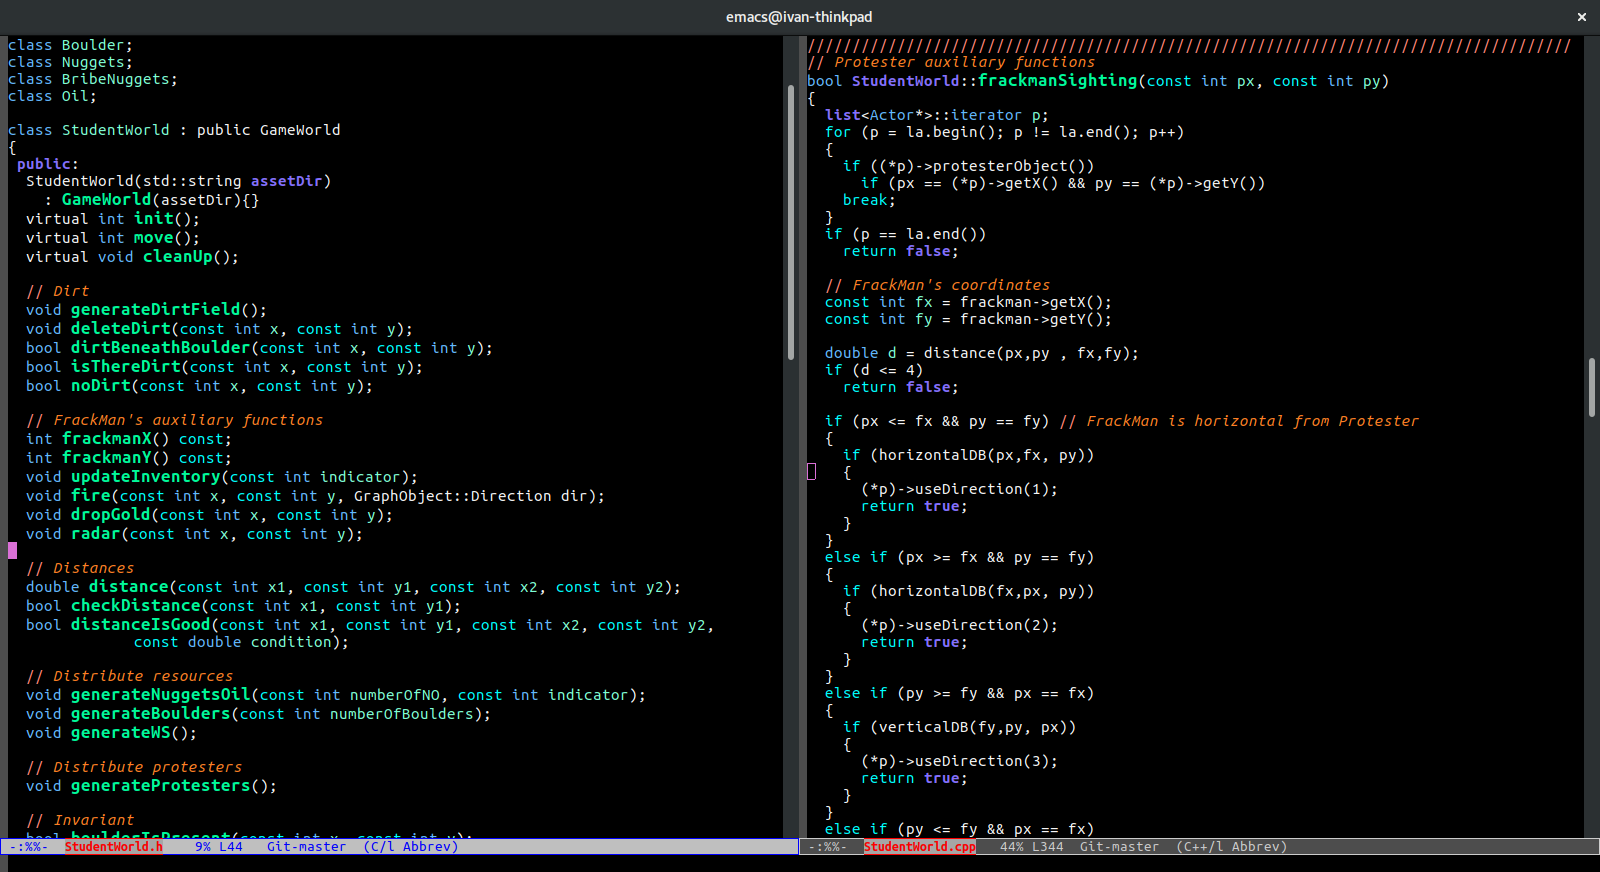 emacs@ivan-thinkpad
class Boulder;
class Nuggets;
class BribeNuggets;
class Oil;
class StudentWorld : public GameWorld
{
public:
StudentWorld(std::string assetDir)
: GameWorld(assetDir){}
virtual int init();
virtual int move();
virtual void cleanUp();
// Dirt
void generateDirtField();
void deleteDirt(const int x, const int y);
bool dirtBeneathBoulder(const int x, const int y);
bool isThereDirt(const int x, const int y);
bool noDirt(const int x, const int y);
// FrackMan's auxiliary functions
int frackmanX() const;
int frackmanY() const;
void updateInventory(const int indicator);
void fire(const int x, const int y, GraphObject::Direction dir);
void dropGold(const int x, const int y);
void radar(const int x, const int y);
// Distances
double distance(const int x1, const int y1, const int x2, const int y2);
bool checkDistance(const int x1, const int y1);
bool distanceIsGood(const int x1, const int y1, const int x2, const int y2,
const double condition);
// Distribute resources
void generateNuggetsOil(const int numberOfNO, const int indicator);
void generateBoulders(const int numberOfBoulders);
void generateWS();
// Distribute protesters
void generateProtesters();
// Invariant
bool boulderIsPresent(const int x, const int y);
-:%%-  StudentWorld.h    9% L44   Git-master  (C/l Abbrev)
/////////////////////////////////////////////////////////////////////////////////////
// Protester auxiliary functions
bool StudentWorld::frackmanSighting(const int px, const int py)
{
list<Actor*>::iterator p;
for (p = la.begin(); p != la.end(); p++)
{
if ((*p)->protesterObject())
if (px == (*p)->getX() && py == (*p)->getY())
break;
}
if (p == la.end())
return false;
// FrackMan's coordinates
const int fx = frackman->getX();
const int fy = frackman->getY();
double d = distance(px,py , fx,fy);
if (d <= 4)
return false;
if (px <= fx && py == fy) // FrackMan is horizontal from Protester
{
if (horizontalDB(px,fx, py))
{
(*p)->useDirection(1);
return true;
}
}
else if (px >= fx && py == fy)
{
if (horizontalDB(fx,px, py))
{
(*p)->useDirection(2);
return true;
}
}
else if (py >= fy && px == fx)
{
if (verticalDB(fy,py, px))
{
(*p)->useDirection(3);
return true;
}
}
else if (py <= fy && px == fx)
-:%%-  StudentWorld.cpp   44% L344  Git-master  (C++/l Abbrev)